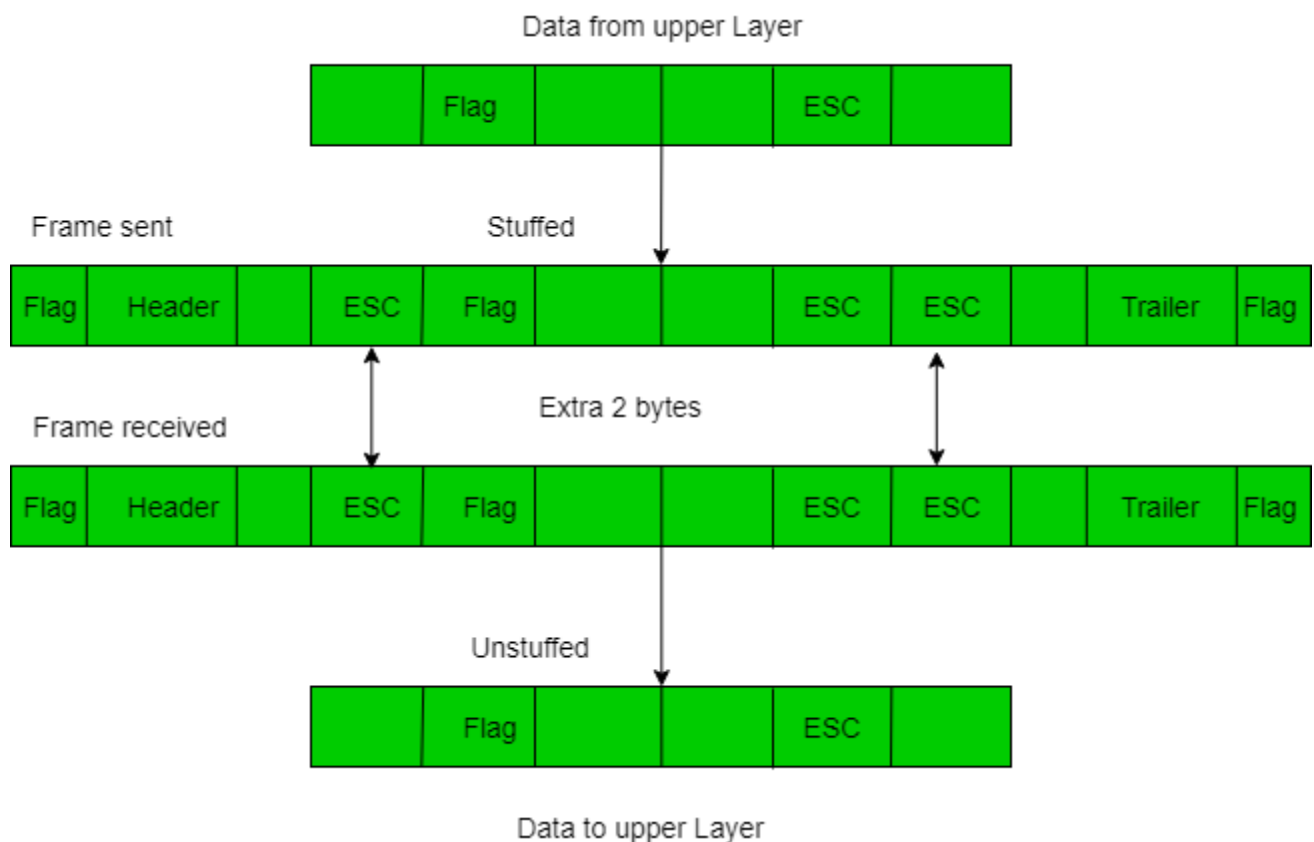 Data from upper Layer
Flag ESC
Frame sent Stuffed
Flag Header ESC Flag ESC ESC Trailer Flag
Extra 2 bytes
Frame received
Flag Header ESC Flag ESC ESC Trailer Flag
Unstuffed
Flag ESC
Data to upper Layer